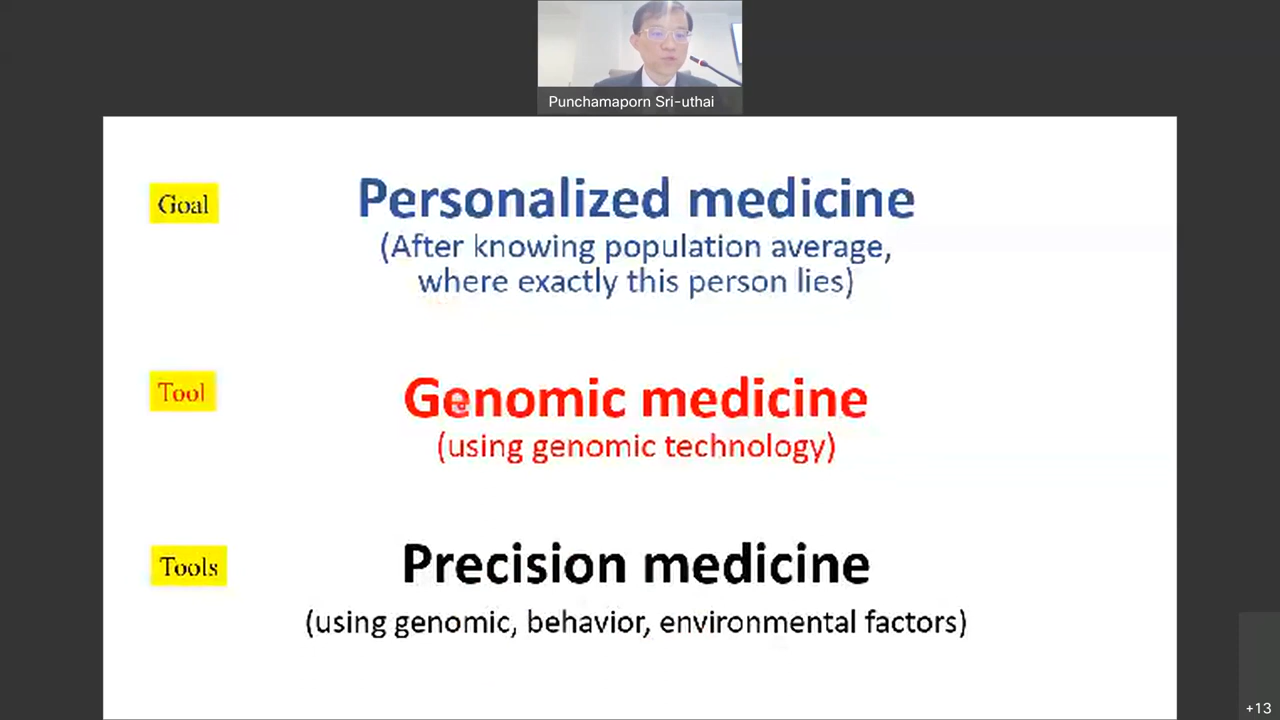 Punchamaporn Sri-uthai
Goal
Personalized medicine
(After knowing population average,
where exactly this person lies)
Tool
Genomic medicine
(using genomic technology)
Tools
Precision medicine
(using genomic, behavior, environmental factors)
+13